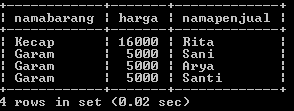 +------------+-------+-------------+
| namabarang | harga | namapenjual |
+------------+-------+-------------+
| Kecap      | 16000 | Rita        |
| Garam      |  5000 | Sani        |
| Garam      |  5000 | Arya        |
| Garam      |  5000 | Santi       |
+------------+-------+-------------+
4 rows in set (0.02 sec)